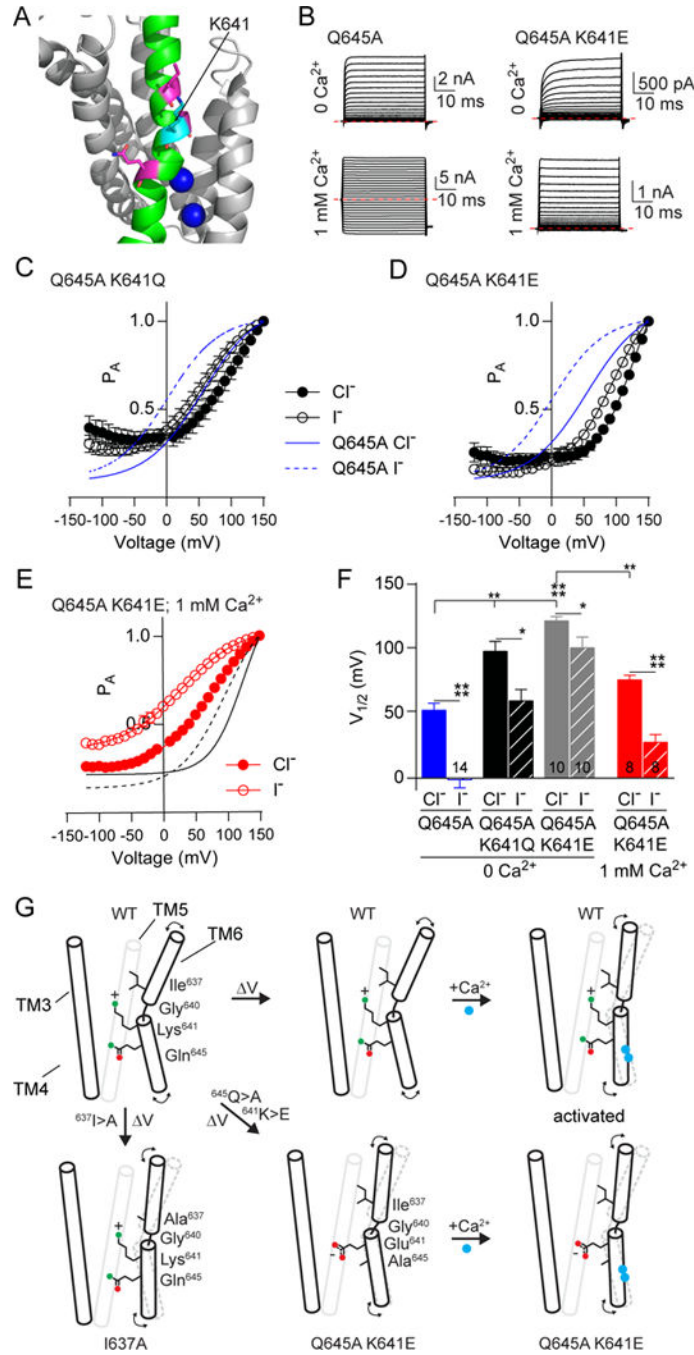 A
K641
B
Q645A
Q645A K641E
0 Ca²⁺
2 nA
10 ms
500 pA
10 ms
1 mM Ca²⁺
5 nA
10 ms
1 nA
10 ms
C
D
Q645A K641Q
Q645A K641E
1.0
0.5
P_A
-150-100-50 0 50 100 150
Voltage (mV)
Cl⁻
I⁻
Q645A Cl⁻
Q645A I⁻
1.0
0.5
P_A
-150-100-50 0 50 100 150
Voltage (mV)
E
Q645A K641E; 1 mM Ca²⁺
1.0
0.5
P_A
Cl⁻
I⁻
-150-100-50 0 50 100 150
Voltage (mV)
F
150
100
50
0
V_1/2 (mV)
** ** **
** **
* *
** **
** **
14 10 10 8 8
Cl⁻ I⁻ Cl⁻ I⁻ Cl⁻ I⁻ Cl⁻ I⁻
Q645A Q645A Q645A Q645A
K641Q K641E K641E
0 Ca²⁺ 1 mM Ca²⁺
G
WT TM5
TM6
TM3
TM4
+
Ile⁶³⁷
Gly⁶⁴⁰
Lys⁶⁴¹
Gln⁶⁴⁵
ΔV
WT
+
+Ca²⁺
WT
+
activated
⁶³⁷I>A ΔV
⁶⁴⁵Q>A
⁶⁴¹K>E
ΔV
+
Ala⁶³⁷
Gly⁶⁴⁰
Lys⁶⁴¹
Gln⁶⁴⁵
I637A
-
Ile⁶³⁷
Gly⁶⁴⁰
Glu⁶⁴¹
Ala⁶⁴⁵
Q645A K641E
+Ca²⁺
-
Q645A K641E